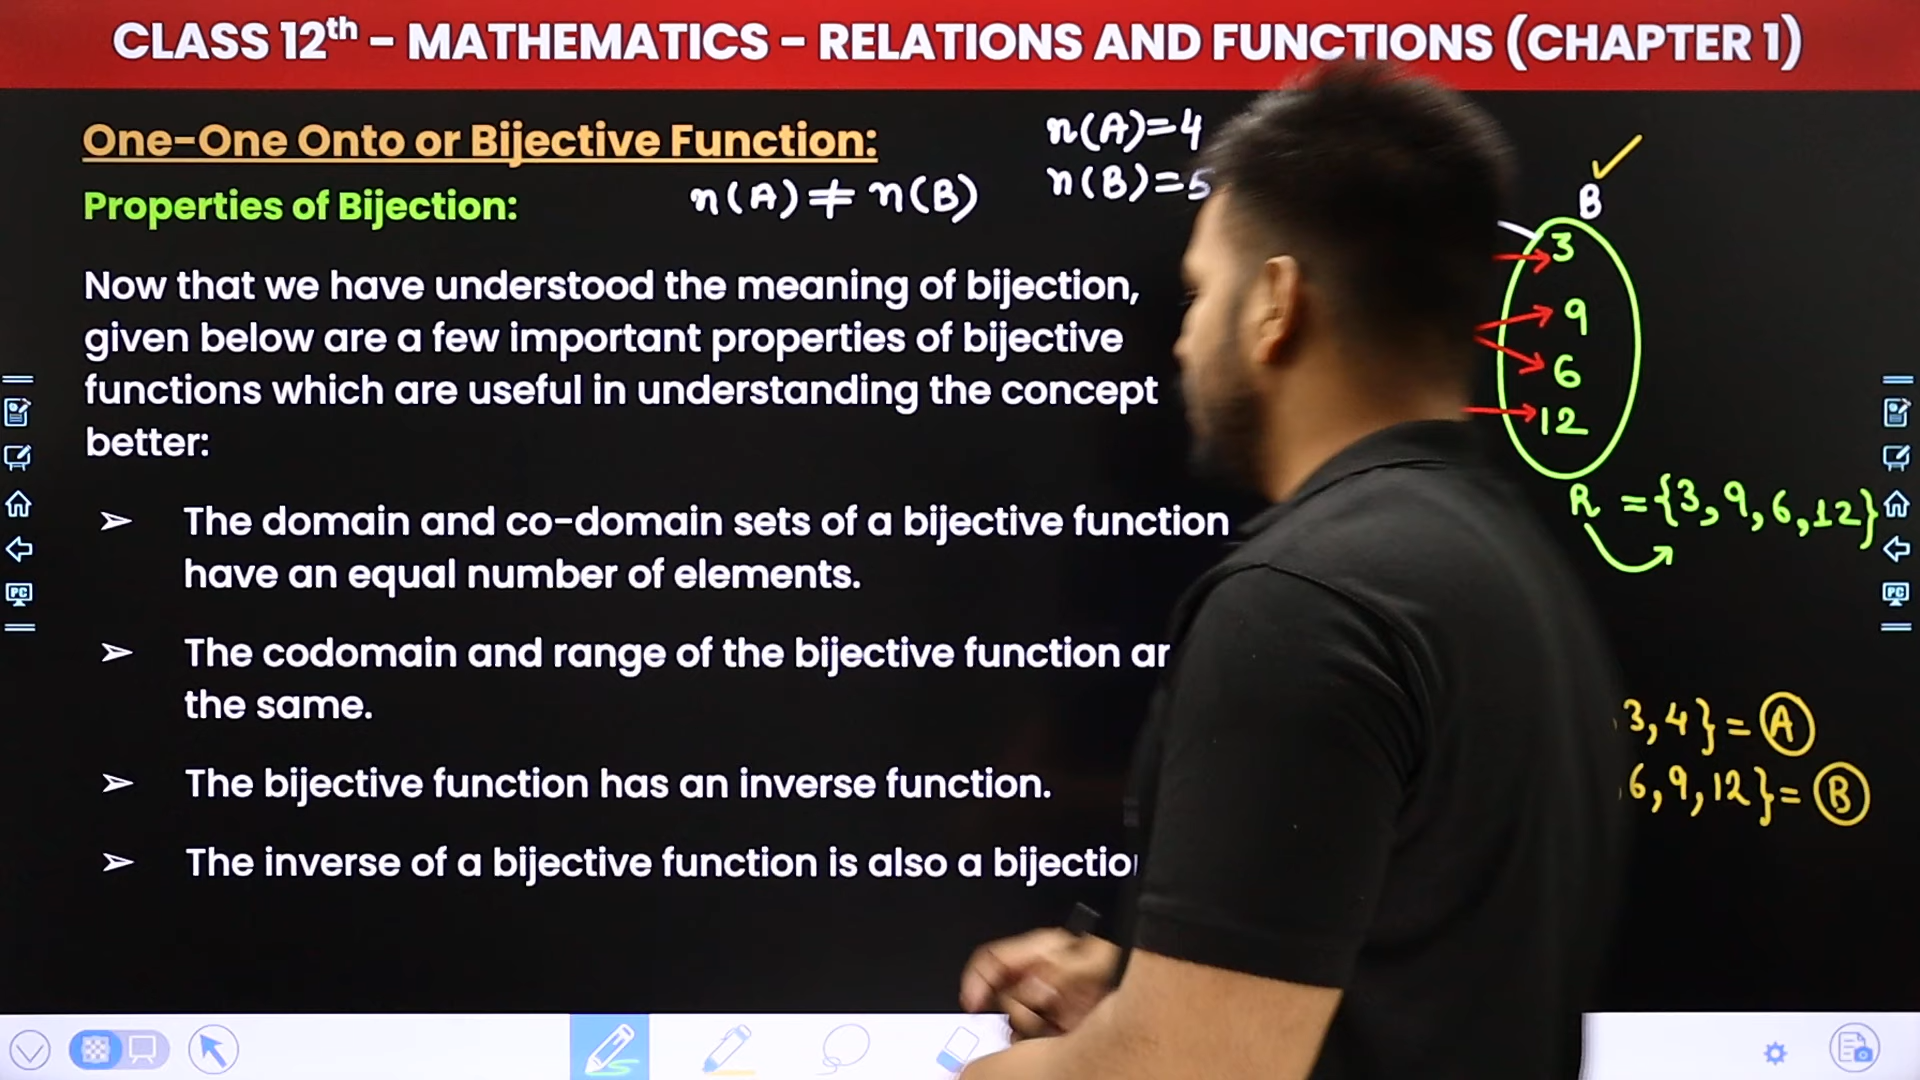 CLASS 12th - MATHEMATICS - RELATIONS AND FUNCTIONS (CHAPTER 1)
One-One Onto or Bijective Function:
n(A)=4
Properties of Bijection:
n(A) ≠ n(B)
n(B)=5
B
3
9
6
12
R = {3, 9, 6, 12}
Now that we have understood the meaning of bijection,
given below are a few important properties of bijective
functions which are useful in understanding the concept
better:
➢ The domain and co-domain sets of a bijective function
have an equal number of elements.
➢ The codomain and range of the bijective function
the same.
➢ The bijective function has an inverse function.
➢ The inverse of a bijective function is also a
3, 4} = A
, 6, 9, 12} = B
PC
PC